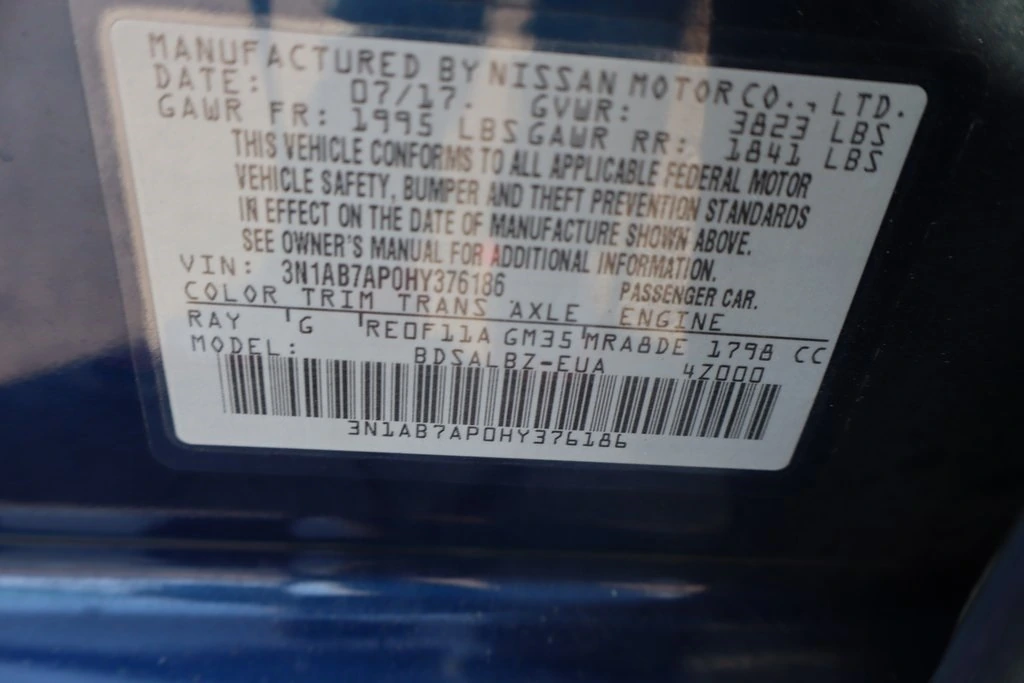 MANUFACTURED BY NISSAN MOTOR CO., LTD.
DATE: 07/17. GVWR: 3823 LBS
GAWR FR: 1995 LBS GAWR RR: 1841 LBS
THIS VEHICLE CONFORMS TO ALL APPLICABLE FEDERAL MOTOR
VEHICLE SAFETY, BUMPER AND THEFT PREVENTION STANDARDS
IN EFFECT ON THE DATE OF MANUFACTURE SHOWN ABOVE.
SEE OWNER'S MANUAL FOR ADDITIONAL INFORMATION.
VIN: 3N1AB7AP0HY376186 PASSENGER CAR.
COLOR TRIM TRANS AXLE ENGINE
RAY G RE0F11A GM35 MRA8DE 1798 CC
MODEL: BDSALBZ-EUA 4Z000
3N1AB7AP0HY376186